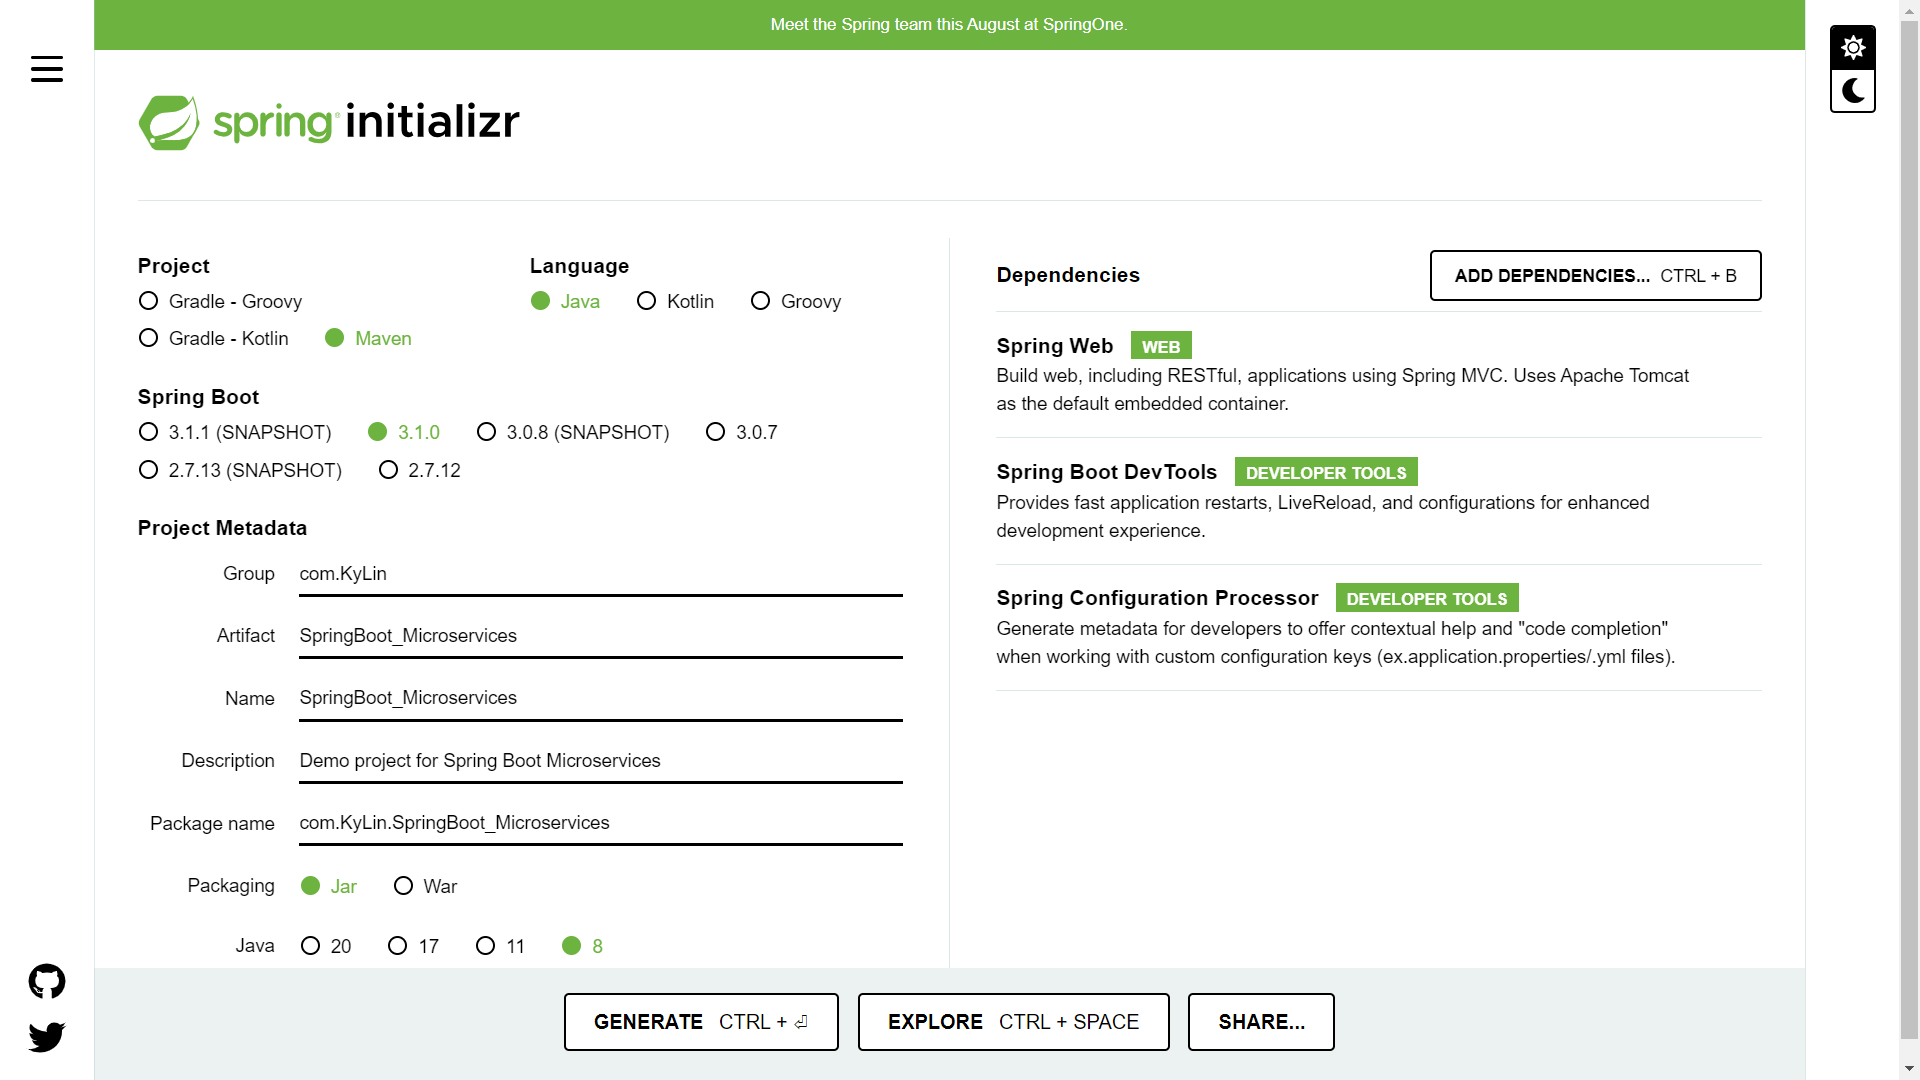 Meet the Spring team this August at SpringOne.
spring initializr
Project
Gradle - Groovy
Gradle - Kotlin Maven
Language
Java Kotlin Groovy
Spring Boot
3.1.1 (SNAPSHOT) 3.1.0 3.0.8 (SNAPSHOT) 3.0.7
2.7.13 (SNAPSHOT) 2.7.12
Project Metadata
Group com.KyLin
Artifact SpringBoot_Microservices
Name SpringBoot_Microservices
Description Demo project for Spring Boot Microservices
Package name com.KyLin.SpringBoot_Microservices
Packaging Jar War
Java 20 17 11 8
Dependencies
ADD DEPENDENCIES... CTRL + B
Spring Web WEB
Build web, including RESTful, applications using Spring MVC. Uses Apache Tomcat
as the default embedded container.
Spring Boot DevTools DEVELOPER TOOLS
Provides fast application restarts, LiveReload, and configurations for enhanced
development experience.
Spring Configuration Processor DEVELOPER TOOLS
Generate metadata for developers to offer contextual help and "code completion"
when working with custom configuration keys (ex.application.properties/.yml files).
GENERATE CTRL + ⏎
EXPLORE CTRL + SPACE
SHARE...